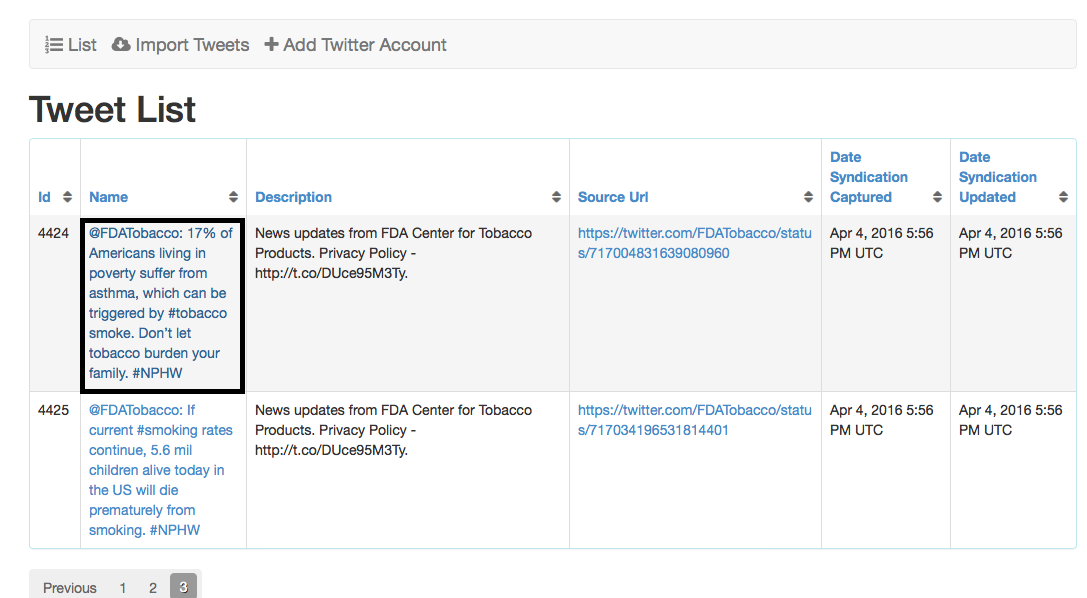 List Import Tweets Add Twitter Account
Tweet List
Id Name Description Source Url Date Syndication Captured Date Syndication Updated
4424
@FDATobacco: 17% of
Americans living in
poverty suffer from
asthma, which can be
triggered by #tobacco
smoke. Don't let
tobacco burden your
family. #NPHW
News updates from FDA Center for Tobacco
Products. Privacy Policy -
http://t.co/DUce95M3Ty.
https://twitter.com/FDATobacco/statu
s/717004831639080960
Apr 4, 2016 5:56
PM UTC
Apr 4, 2016 5:56
PM UTC
4425
@FDATobacco: If
current #smoking rates
continue, 5.6 mil
children alive today in
the US will die
prematurely from
smoking. #NPHW
News updates from FDA Center for Tobacco
Products. Privacy Policy -
http://t.co/DUce95M3Ty.
https://twitter.com/FDATobacco/statu
s/717034196531814401
Apr 4, 2016 5:56
PM UTC
Apr 4, 2016 5:56
PM UTC
Previous 1 2 3